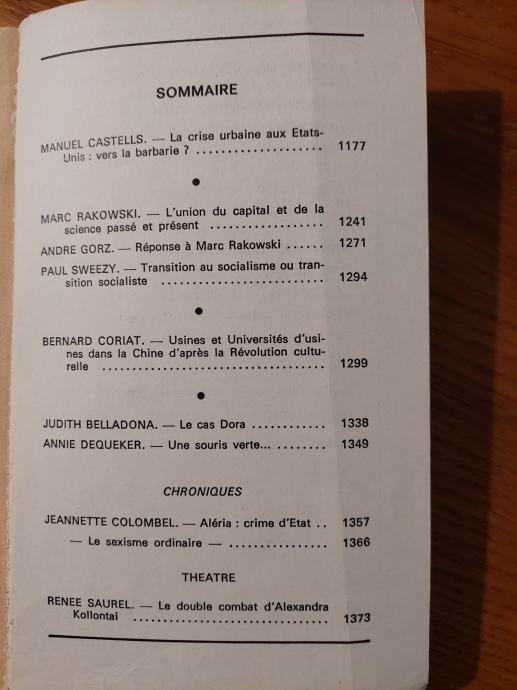 SOMMAIRE
MANUEL CASTELLS. — La crise urbaine aux Etats-
Unis : vers la barbarie ? .................... 1177
●
MARC RAKOWSKI. — L'union du capital et de la
science passé et présent .................. 1241
ANDRE GORZ. — Réponse à Marc Rakowski ...... 1271
PAUL SWEEZY. — Transition au socialisme ou tran-
sition socialiste .......................... 1294
●
BERNARD CORIAT. — Usines et Universités d'usi-
nes dans la Chine d'après la Révolution cultu-
relle .................................... 1299
●
JUDITH BELLADONA. — Le cas Dora ............ 1338
ANNIE DEQUEKER. — Une souris verte... ........ 1349
CHRONIQUES
JEANNETTE COLOMBEL. — Aléria : crime d'Etat .. 1357
— Le sexisme ordinaire — ................ 1366
THEATRE
RENEE SAUREL. — Le double combat d'Alexandra
Kollontai ................................ 1373